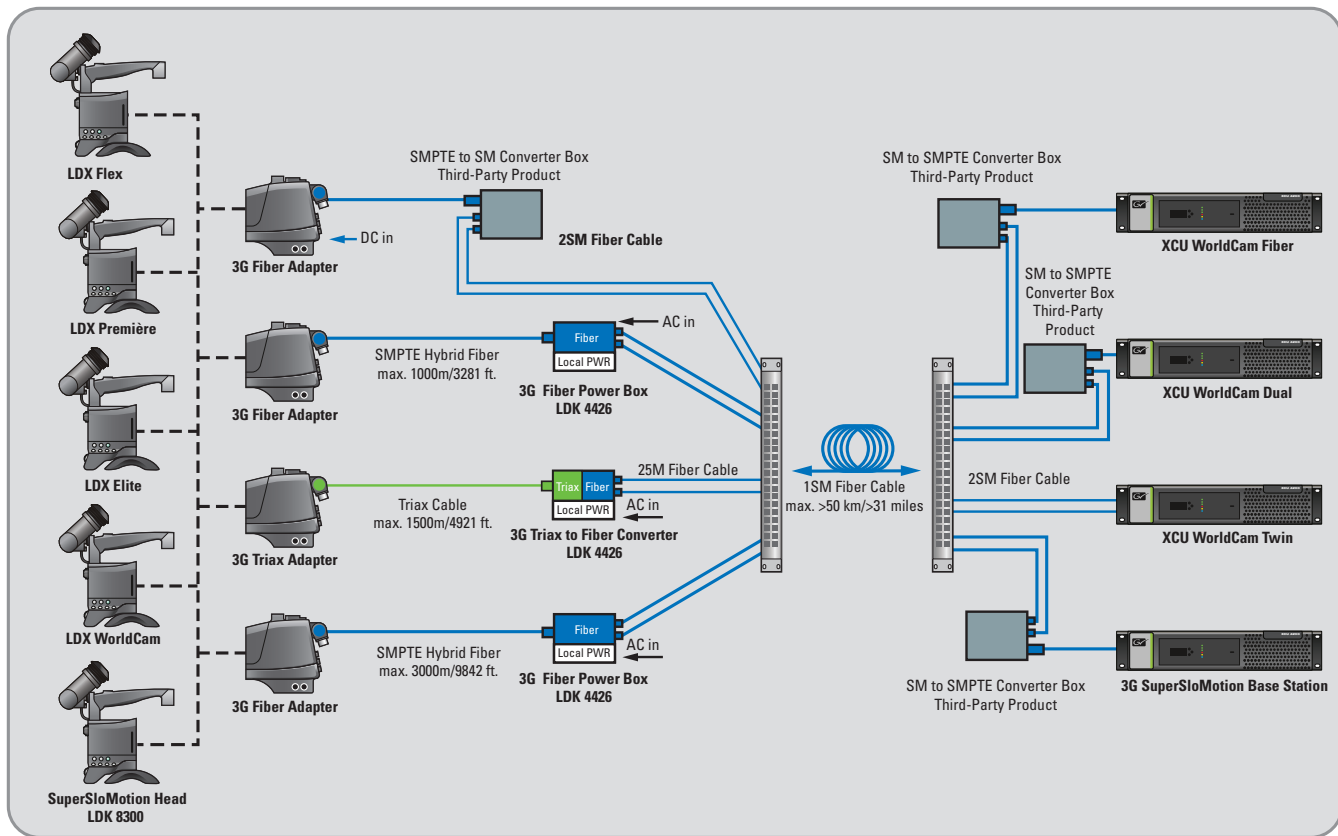 LDX Flex
LDX Première
LDX Elite
LDX WorldCam
SuperSloMotion Head
LDK 8300
DC in
3G Fiber Adapter
3G Fiber Adapter
3G Triax Adapter
3G Fiber Adapter
SMPTE to SM Converter Box
Third-Party Product
2SM Fiber Cable
SMPTE Hybrid Fiber
max. 1000m/3281 ft.
AC in
Fiber
Local PWR
3G Fiber Power Box
LDK 4426
Triax Cable
max. 1500m/4921 ft.
25M Fiber Cable
Triax
Fiber
Local PWR
AC in
3G Triax to Fiber Converter
LDK 4426
SMPTE Hybrid Fiber
max. 3000m/9842 ft.
Fiber
Local PWR
AC in
3G Fiber Power Box
LDK 4426
1SM Fiber Cable
max. >50 km/>31 miles
SM to SMPTE Converter Box
Third-Party Product
XCU WorldCam Fiber
SM to SMPTE
Converter Box
Third-Party
Product
XCU WorldCam Dual
2SM Fiber Cable
XCU WorldCam Twin
SM to SMPTE Converter Box
Third-Party Product
3G SuperSloMotion Base Station